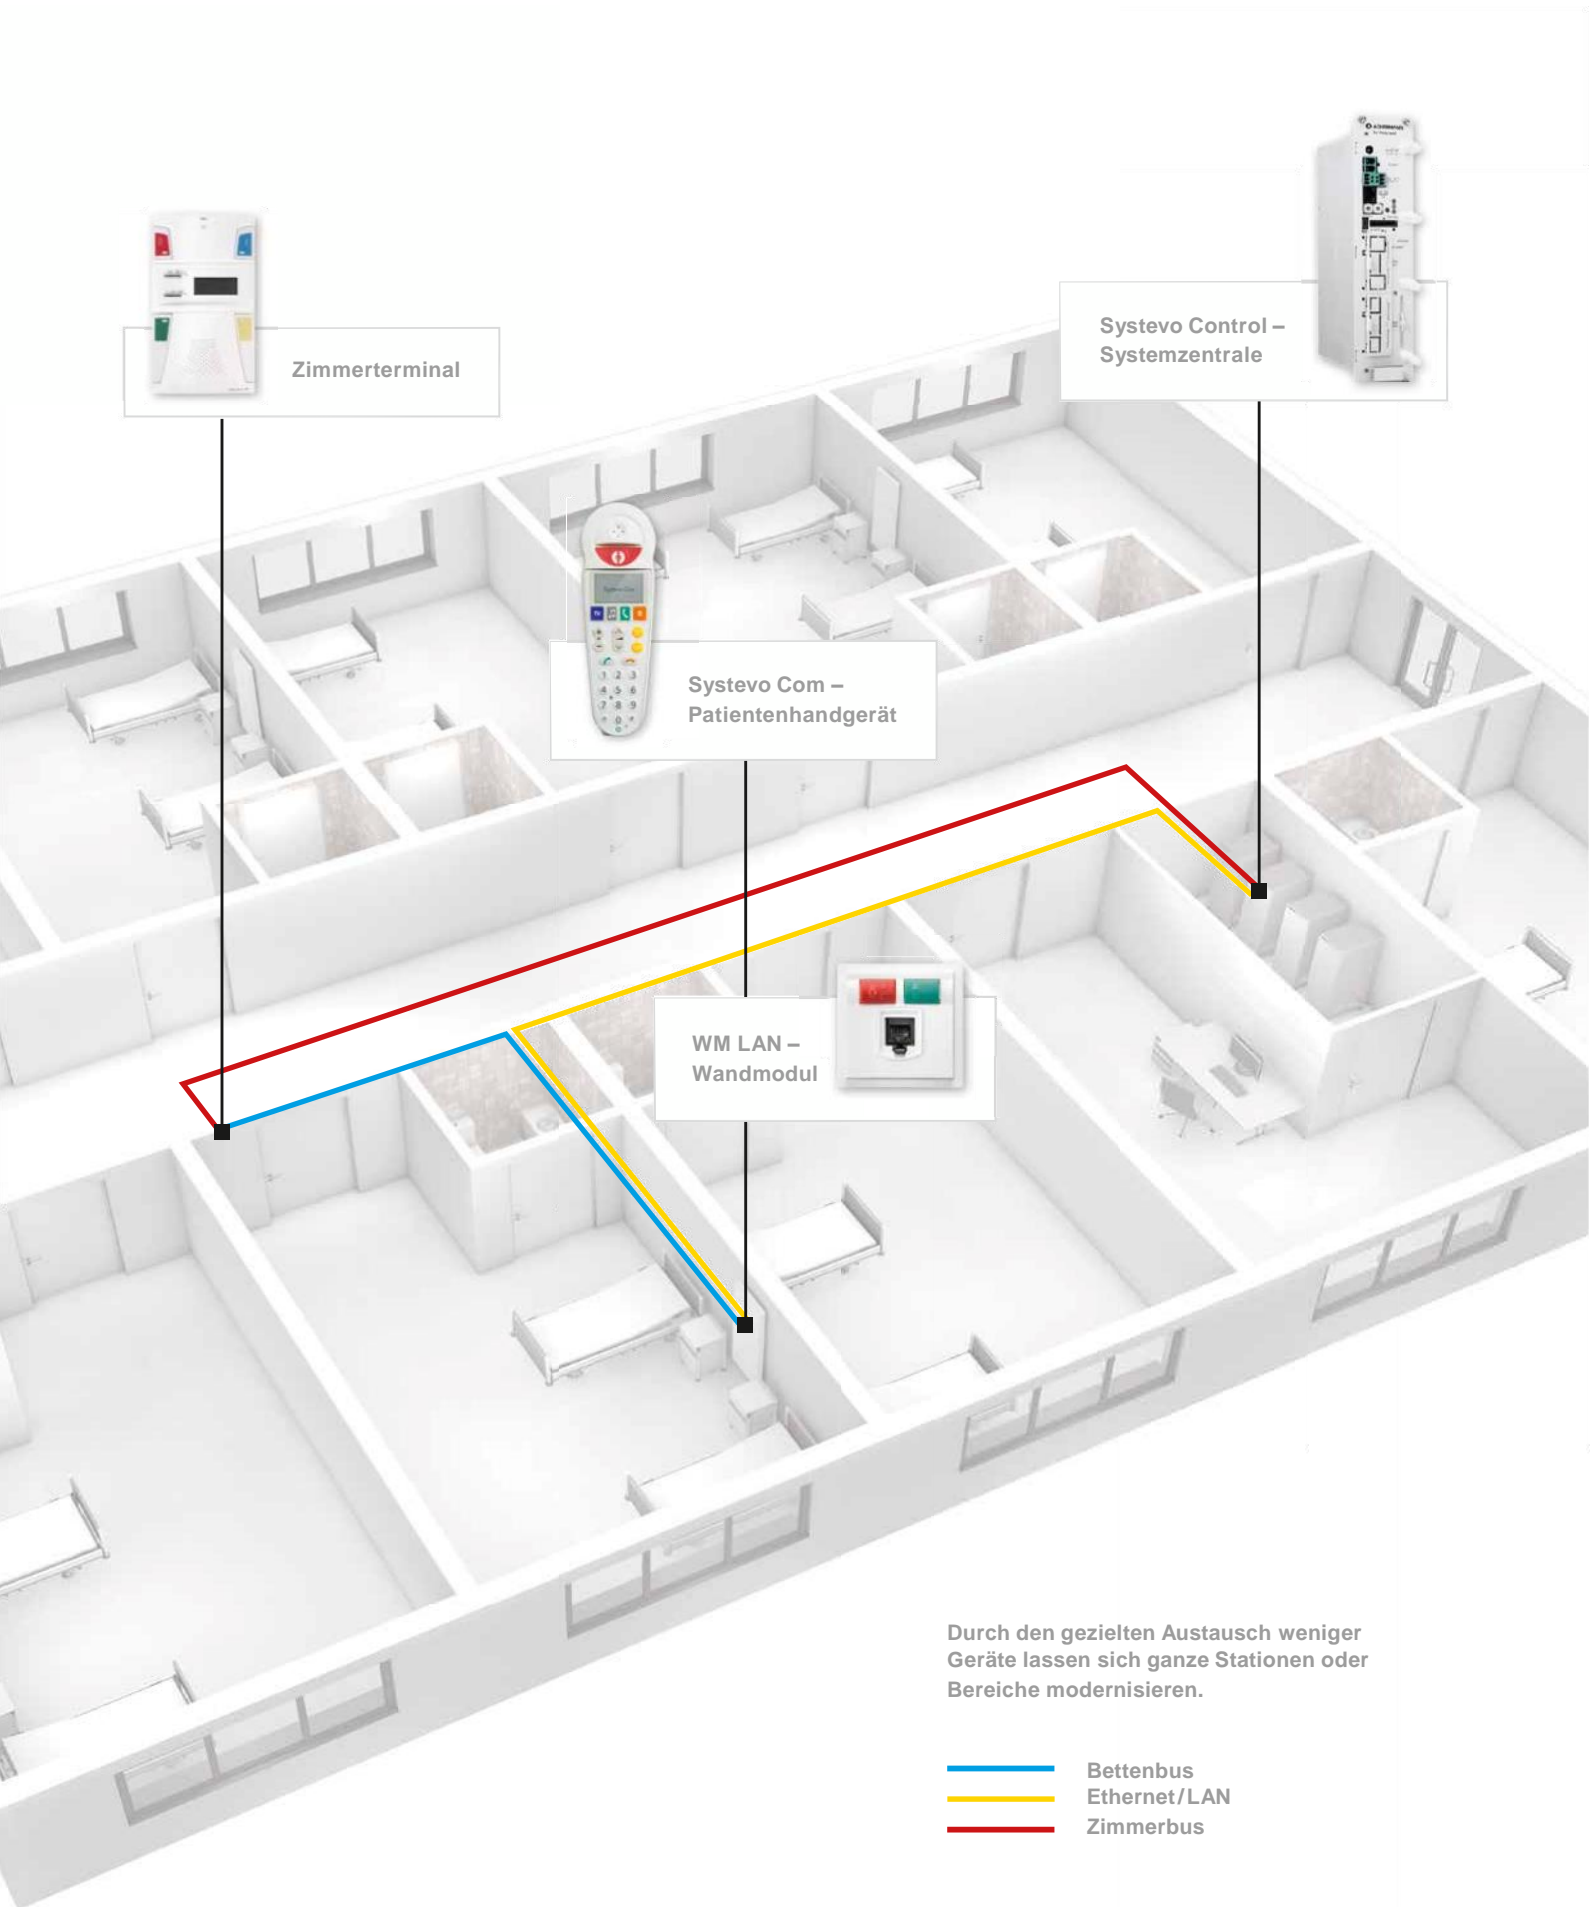 Systevo Control –
Systemzentrale
Zimmerterminal
Systevo Com –
Patientenhandgerät
WM LAN –
Wandmodul
Durch den gezielten Austausch weniger
Geräte lassen sich ganze Stationen oder
Bereiche modernisieren.
Bettenbus
Ethernet/LAN
Zimmerbus